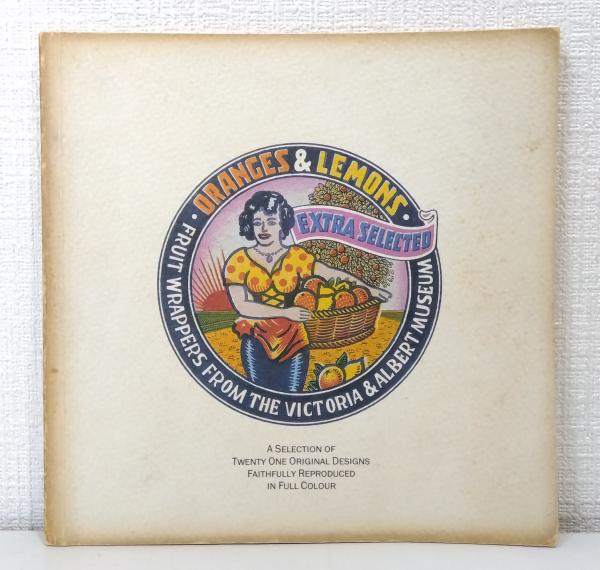 · ORANGES & LEMONS ·
EXTRA SELECTED
FRUIT WRAPPERS FROM THE VICTORIA & ALBERT MUSEUM
A SELECTION OF
TWENTY ONE ORIGINAL DESIGNS
FAITHFULLY REPRODUCED
IN FULL COLOUR